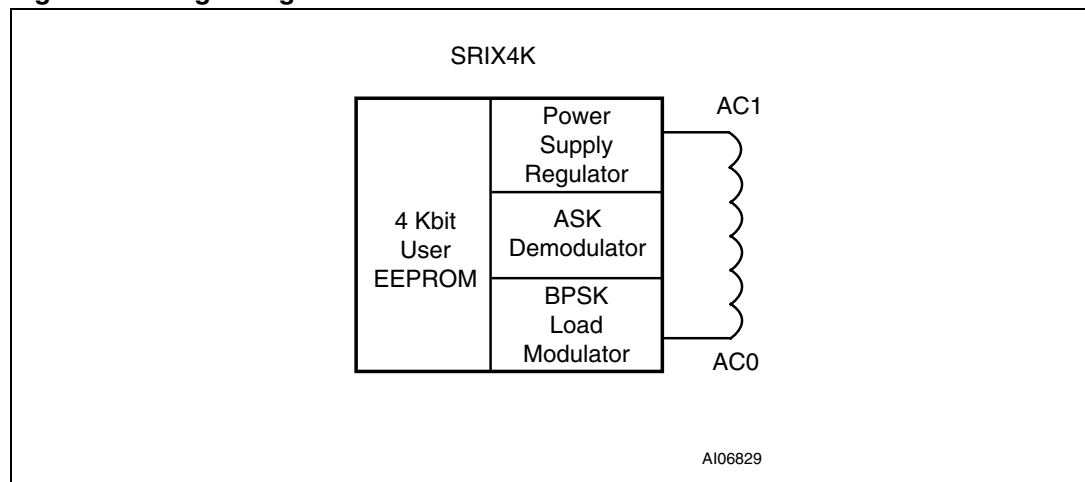 SRIX4K
AC1
Power
Supply
Regulator
4 Kbit
User
EEPROM
ASK
Demodulator
BPSK
Load
Modulator
AC0
AI06829